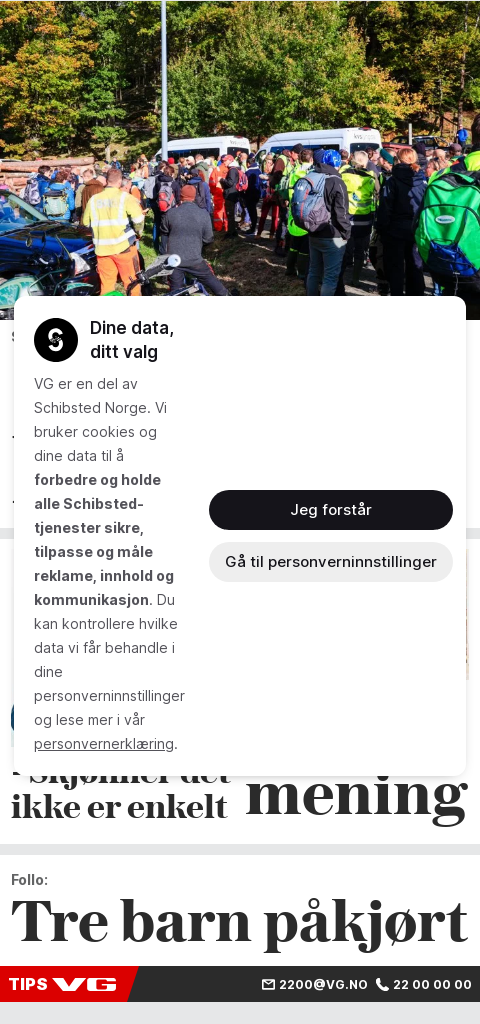 Dine data,
ditt valg
VG er en del av
Schibsted Norge. Vi
bruker cookies og
dine data til å
forbedre og holde
alle Schibsted-
tjenester sikre,
tilpasse og måle
reklame, innhold og
kommunikasjon. Du
kan kontrollere hvilke
data vi får behandle i
dine
personverninnstillinger
og lese mer i vår
personvernerklæring.
Jeg forstår
Gå til personverninnstillinger
Skjønner det
ikke er enkelt
mening
Follo:
Tre barn påkjørt
TIPS VG
2200@VG.NO 22 00 00 00